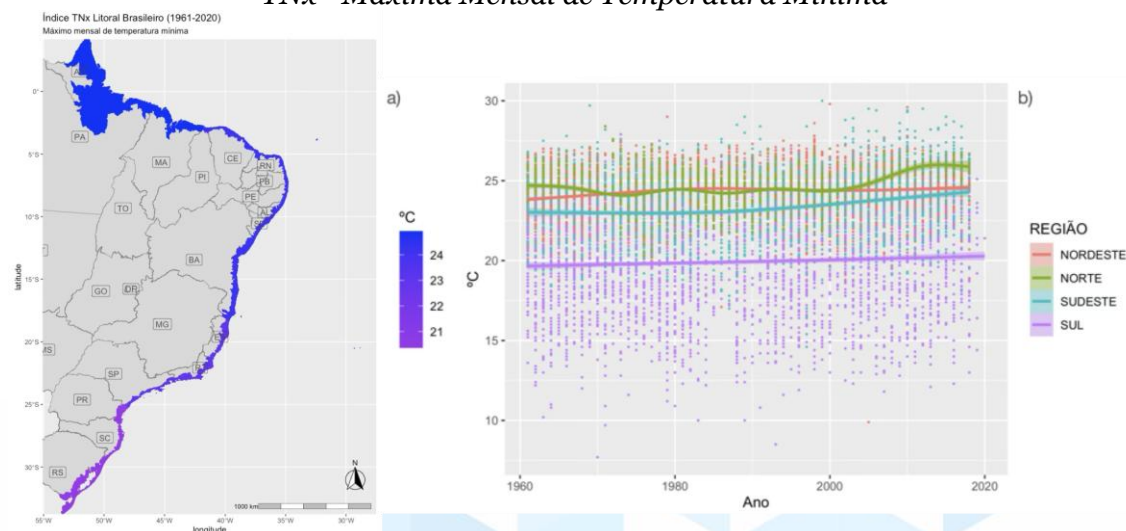 TNx - Máxima Mensal de Temperatura Mínima
Índice TNx Litoral Brasileiro (1961-2020)
Máximo mensal de temperatura mínima
0°
5°S
10°S
15°S
20°S
25°S
30°S
latitude
55°W
50°W
45°W
40°W
35°W
30°W
longitude
PA
MA
CE
RN
PB
PI
PE
AL
TO
BA
GO
DF
MG
SP
PR
SC
RS
N
1000 km
ºC
24
23
22
21
a)
b)
30
25
20
15
10
ºC
1960
1980
2000
2020
Ano
REGIÃO
NORDESTE
NORTE
SUDESTE
SUL